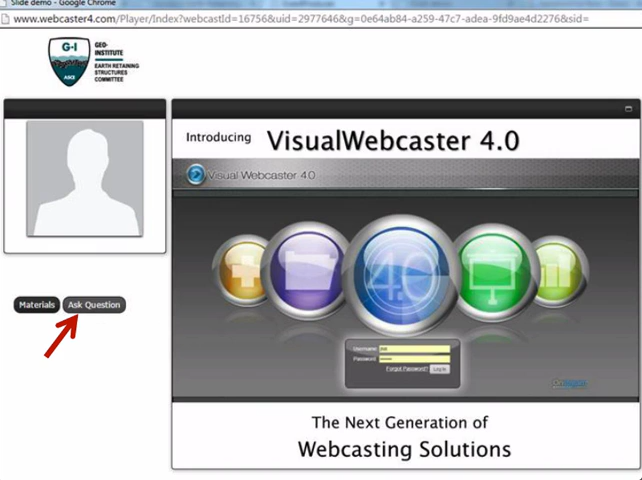 Slide demo - Google Chrome
www.webcaster4.com/Player/Index?webcastId=16756&uid=2977646&g=0e64ab84-a259-47c7-adea-9fd9ae4d2276&sid=
G-I
ASCE
GEO-
INSTITUTE
EARTH RETAINING
STRUCTURES
COMMITTEE
Introducing VisualWebcaster 4.0
Visual Webcaster 4.0
4.0
Materials
Ask Question
Username
Password
Forgot Password?
Log In
The Next Generation of
Webcasting Solutions